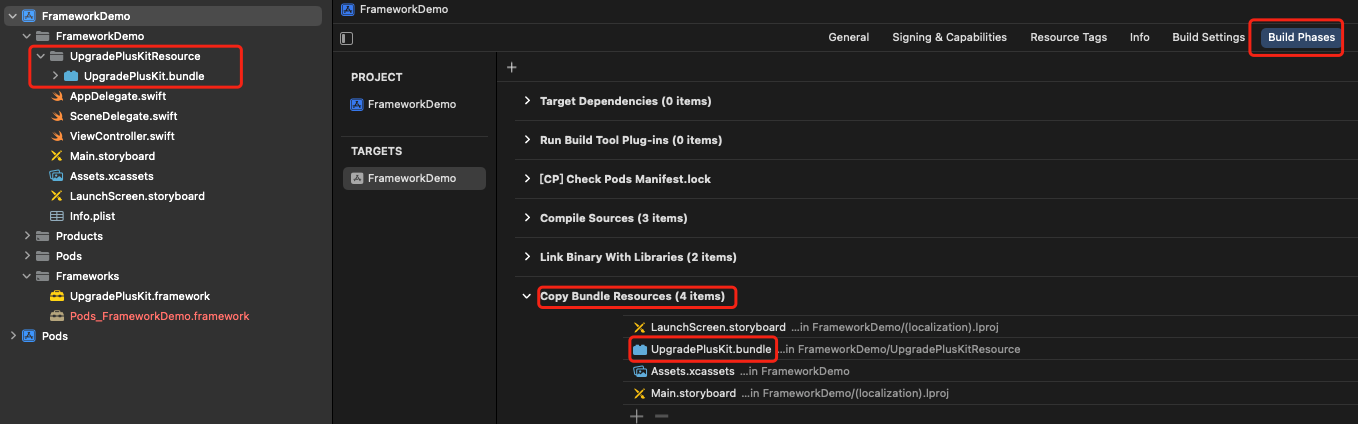 FrameworkDemo
FrameworkDemo
UpgradePlusKitResource
UpgradePlusKit.bundle
AppDelegate.swift
SceneDelegate.swift
ViewController.swift
Main.storyboard
Assets.xcassets
LaunchScreen.storyboard
Info.plist
Products
Pods
Frameworks
UpgradePlusKit.framework
Pods_FrameworkDemo.framework
Pods
FrameworkDemo
General Signing & Capabilities Resource Tags Info Build Settings Build Phases
PROJECT
FrameworkDemo
TARGETS
FrameworkDemo
Target Dependencies (0 items)
Run Build Tool Plug-ins (0 items)
[CP] Check Pods Manifest.lock
Compile Sources (3 items)
Link Binary With Libraries (2 items)
Copy Bundle Resources (4 items)
LaunchScreen.storyboard ...in FrameworkDemo/(localization).lproj
UpgradePlusKit.bundle ...in FrameworkDemo/UpgradePlusKitResource
Assets.xcassets ...in FrameworkDemo
Main.storyboard ...in FrameworkDemo/(localization).lproj